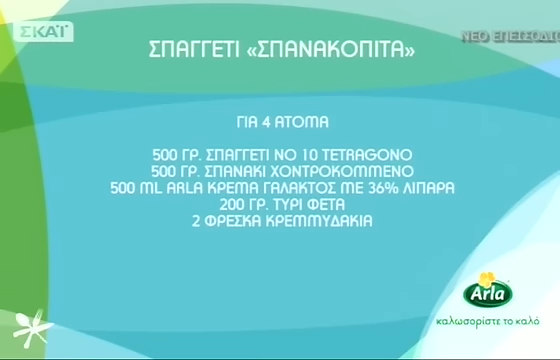 ΣΚΑΪ
ΝΕΟ ΕΠΕΙΣΟΔΙΟ
ΣΠΑΓΓΕΤΙ «ΣΠΑΝΑΚΟΠΙΤΑ»
ΓΙΑ 4 ΑΤΟΜΑ
500 ΓΡ. ΣΠΑΓΓΕΤΙ ΝΟ 10 TETRAGONO
500 ΓΡ. ΣΠΑΝΑΚΙ ΧΟΝΤΡΟΚΟΜΜΕΝΟ
500 ML ARLA ΚΡΕΜΑ ΓΑΛΑΚΤΟΣ ΜΕ 36% ΛΙΠΑΡΑ
200 ΓΡ. ΤΥΡΙ ΦΕΤΑ
2 ΦΡΕΣΚΑ ΚΡΕΜΜΥΔΑΚΙΑ
Arla
καλωσορίστε το καλό